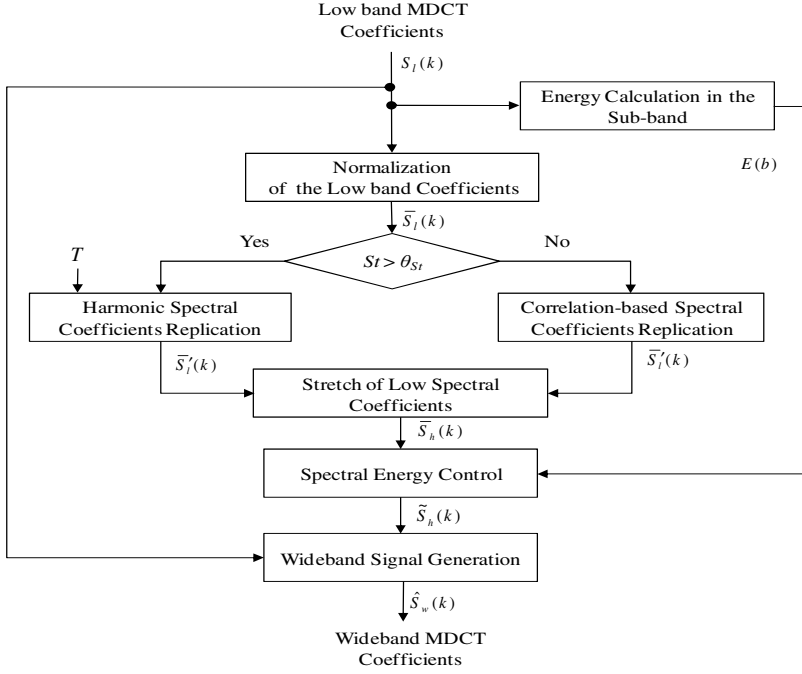 Low band MDCT
Coefficients
S_l(k)
Energy Calculation in the
Sub-band
E(b)
Normalization
of the Low band Coefficients
S̅_l(k)
Yes
No
T
St > θ_St
Harmonic Spectral
Coefficients Replication
Correlation-based Spectral
Coefficients Replication
S̅_l′(k)
S̅_l′(k)
Stretch of Low Spectral
Coefficients
S̅_h(k)
Spectral Energy Control
S̃_h(k)
Wideband Signal Generation
Ŝ_w(k)
Wideband MDCT
Coefficients